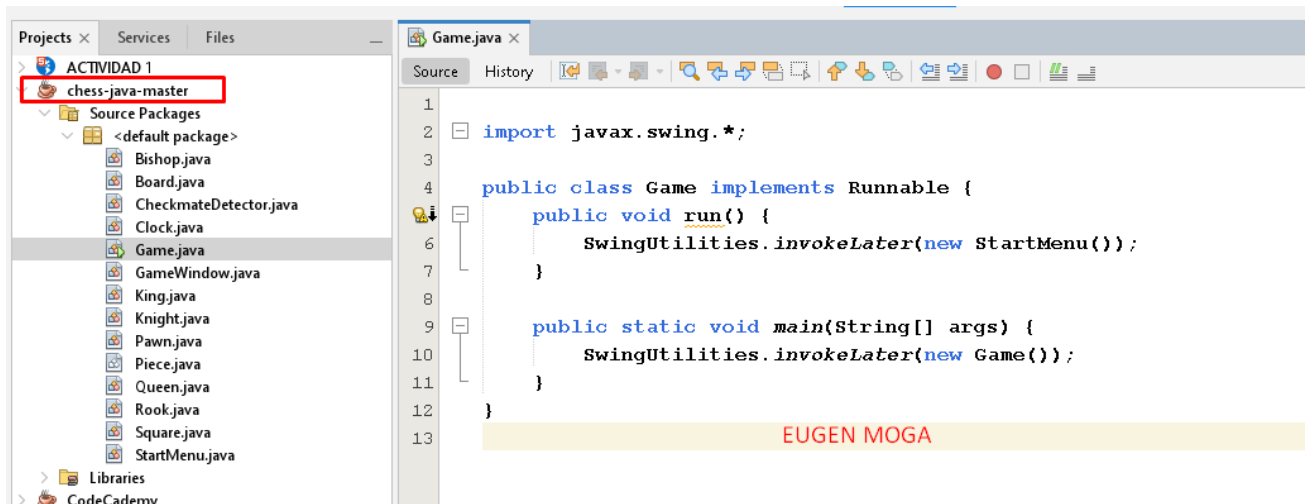 Projects
Services
Files
ACTIVIDAD 1
chess-java-master
Source Packages
<default package>
Bishop.java
Board.java
CheckmateDetector.java
Clock.java
Game.java
GameWindow.java
King.java
Knight.java
Pawn.java
Piece.java
Queen.java
Rook.java
Square.java
StartMenu.java
Libraries
CodeCademy
Game.java
Source History
1
2 import javax.swing.*;
3
4 public class Game implements Runnable {
public void run() {
6 SwingUtilities.invokeLater(new StartMenu());
7 }
8
9 public static void main(String[] args) {
10 SwingUtilities.invokeLater(new Game());
11 }
12 }
13 EUGEN MOGA